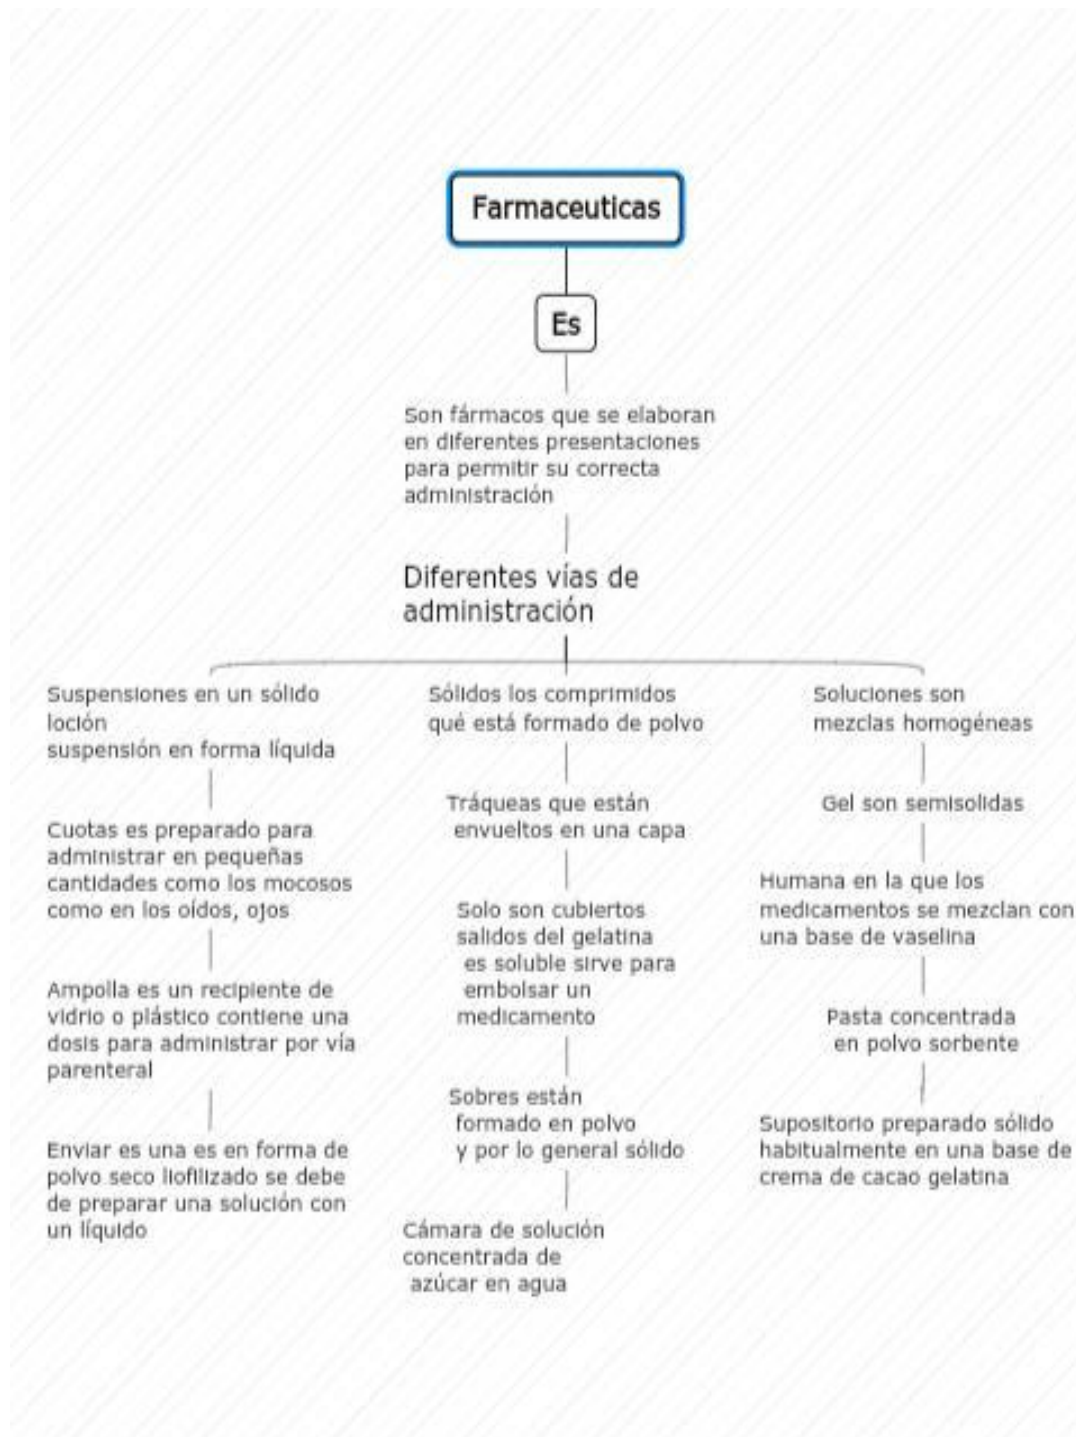 Farmaceuticas
Es
Son fármacos que se elaboran
en diferentes presentaciones
para permitir su correcta
administración
Diferentes vías de
administración
Suspensiones en un sólido
loción
suspensión en forma líquida
Cuotas es preparado para
administrar en pequeñas
cantidades como los mocosos
como en los oídos, ojos
Ampolla es un recipiente de
vidrio o plástico contiene una
dosis para administrar por vía
parenteral
Enviar es una es en forma de
polvo seco liofilizado se debe
de preparar una solución con
un líquido
Sólidos los comprimidos
qué está formado de polvo
Tráqueas que están
envueltos en una capa
Solo son cubiertos
salidos del gelatina
es soluble sirve para
embolsar un
medicamento
Sobres están
formado en polvo
y por lo general sólido
Cámara de solución
concentrada de
azúcar en agua
Soluciones son
mezclas homogéneas
Gel son semisolidas
Humana en la que los
medicamentos se mezclan con
una base de vaselina
Pasta concentrada
en polvo sorbente
Supositorio preparado sólido
habitualmente en una base de
crema de cacao gelatina